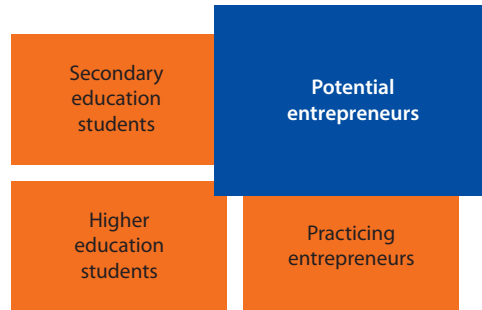 Secondary
education
students
Potential
entrepreneurs
Higher
education
students
Practicing
entrepreneurs